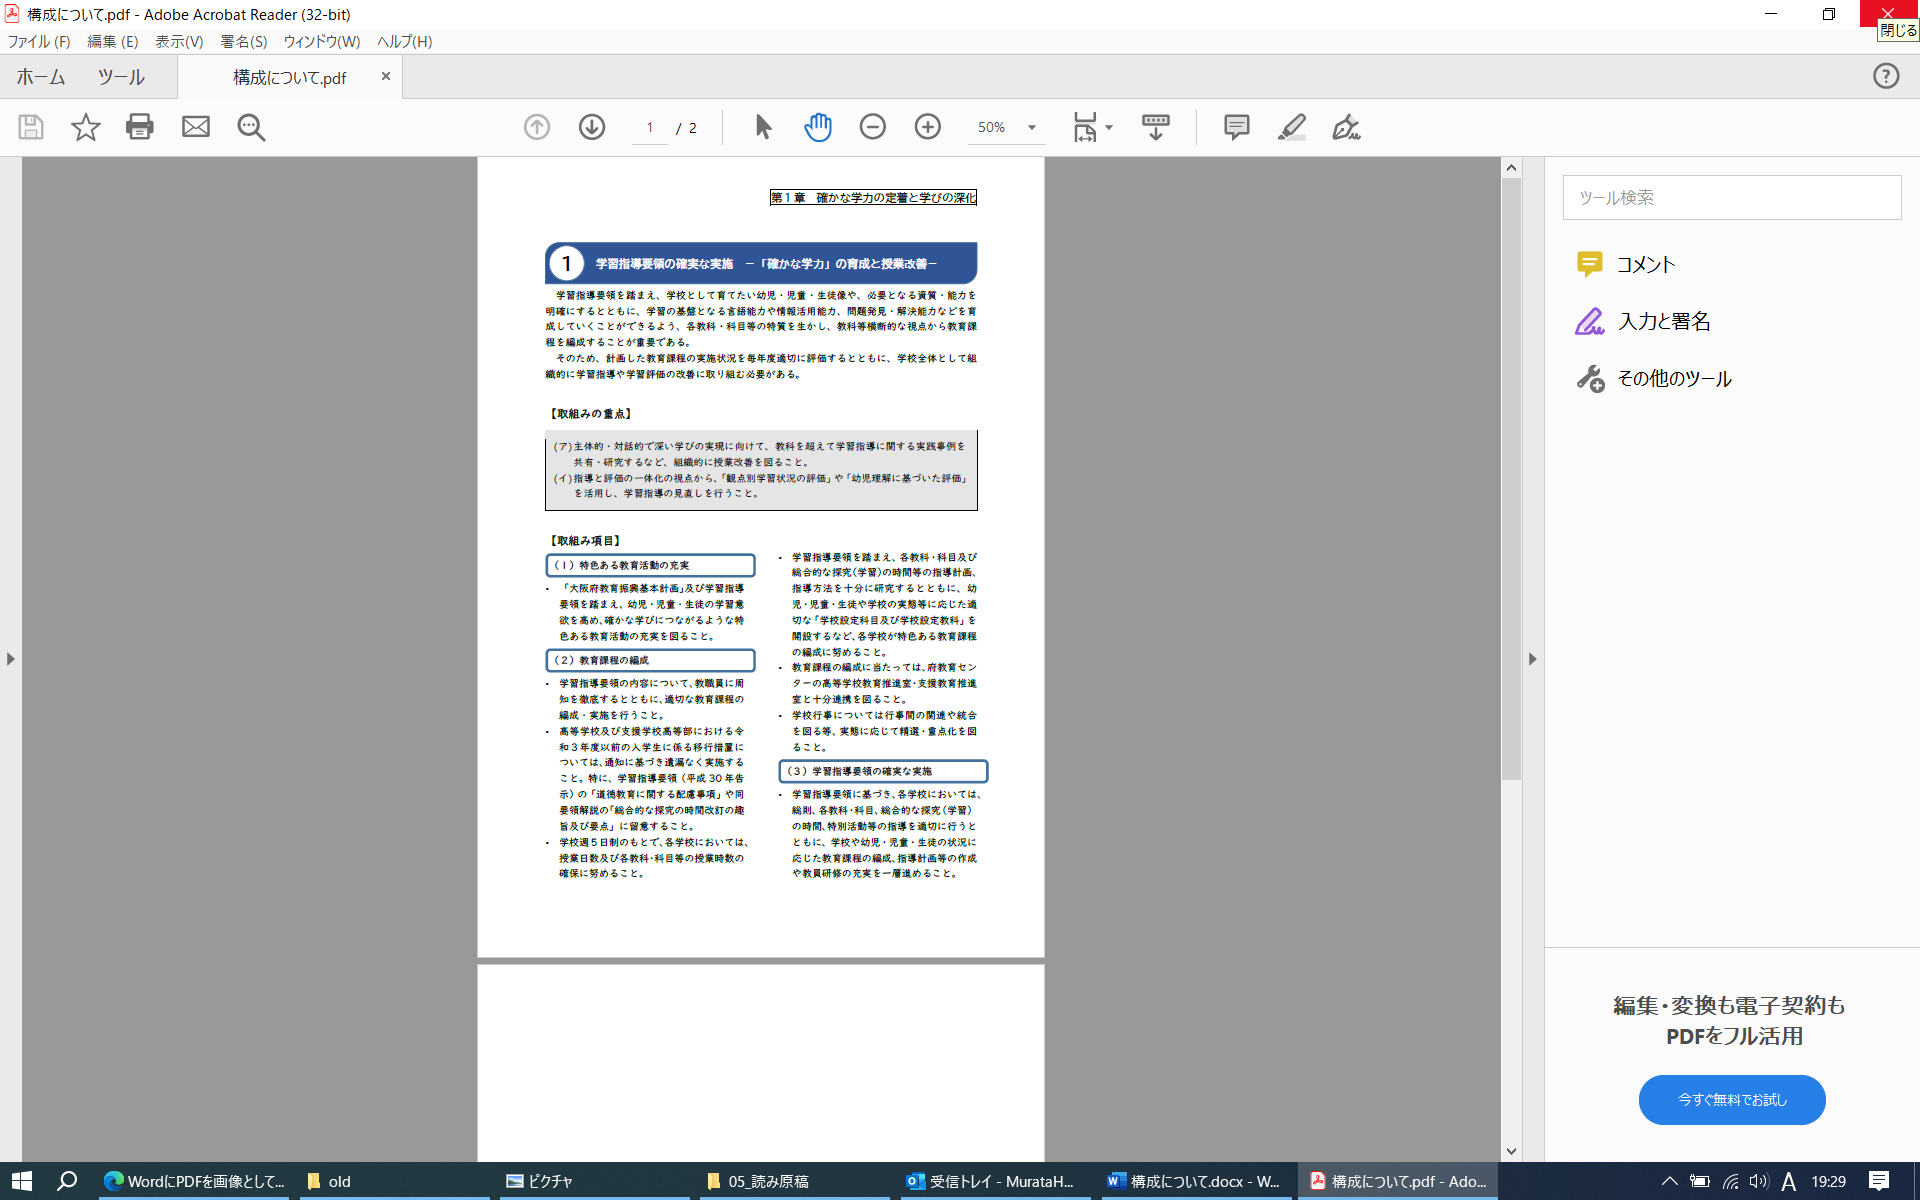 構成について.pdf - Adobe Acrobat Reader (32-bit)
閉じる
ファイル(F) 編集(E) 表示(V) 署名(S) ウィンドウ(W) ヘルプ(H)
ホーム ツール 構成について.pdf ×
1 / 2 50%
第1章　確かな学力の定着と学びの深化
1 学習指導要領の確実な実施　－「確かな学力」の育成と授業改善－
学習指導要領を踏まえ、学校として育てたい幼児・児童・生徒像や、必要となる資質・能力を
明確にするとともに、学習の基盤となる言語能力や情報活用能力、問題発見・解決能力などを育
成していくことができるよう、各教科・科目等の特質を生かし、教科等横断的な視点から教育課
程を編成することが重要である。
そのため、計画した教育課程の実施状況を毎年度適切に評価するとともに、学校全体として組
織的に学習指導や学習評価の改善に取り組む必要がある。
【取組みの重点】
(ア)主体的・対話的で深い学びの実現に向けて、教科を超えて学習指導に関する実践事例を
共有・研究するなど、組織的に授業改善を図ること。
(イ)指導と評価の一体化の視点から、「観点別学習状況の評価」や「幼児理解に基づいた評価」
を活用し、学習指導の見直しを行うこと。
【取組み項目】
（1）特色ある教育活動の充実
・ 「大阪府教育振興基本計画」及び学習指導
要領を踏まえ、幼児・児童・生徒の学習意
欲を高め、確かな学びにつながるような特
色ある教育活動の充実を図ること。
（2）教育課程の編成
・ 学習指導要領の内容について、教職員に周
知を徹底するとともに、適切な教育課程の
編成・実施を行うこと。
・ 高等学校及び支援学校高等部における令
和3年度以前の入学生に係る移行措置に
ついては、通知に基づき遺漏なく実施する
こと。特に、学習指導要領（平成30年告
示）の「道徳教育に関する配慮事項」や同
要領解説の「総合的な探究の時間改訂の趣
旨及び要点」に留意すること。
・ 学校週5日制のもとで、各学校においては、
授業日数及び各教科・科目等の授業時数の
確保に努めること。
・ 学習指導要領を踏まえ、各教科・科目及び
総合的な探究（学習）の時間等の指導計画、
指導方法を十分に研究するとともに、幼
児・児童・生徒や学校の実態等に応じた適
切な「学校設定科目及び学校設定教科」を
開設するなど、各学校が特色ある教育課程
の編成に努めること。
・ 教育課程の編成に当たっては、府教育セン
ターの高等学校教育推進室・支援教育推進
室と十分連携を図ること。
・ 学校行事については行事間の関連や統合
を図る等、実態に応じて精選・重点化を図
ること。
（3）学習指導要領の確実な実施
・ 学習指導要領に基づき、各学校においては、
総則、各教科・科目、総合的な探究（学習）
の時間、特別活動等の指導を適切に行うと
ともに、学校や幼児・児童・生徒の状況に
応じた教育課程の編成、指導計画等の作成
や教員研修の充実を一層進めること。
ツール検索
コメント
入力と署名
その他のツール
編集・変換も電子契約も
PDFをフル活用
今すぐ無料でお試し
WordにPDFを画像として... old ピクチャ 05_読み原稿 受信トレイ - MurataH... 構成について.docx - W... 構成について.pdf - Ado... A 19:29